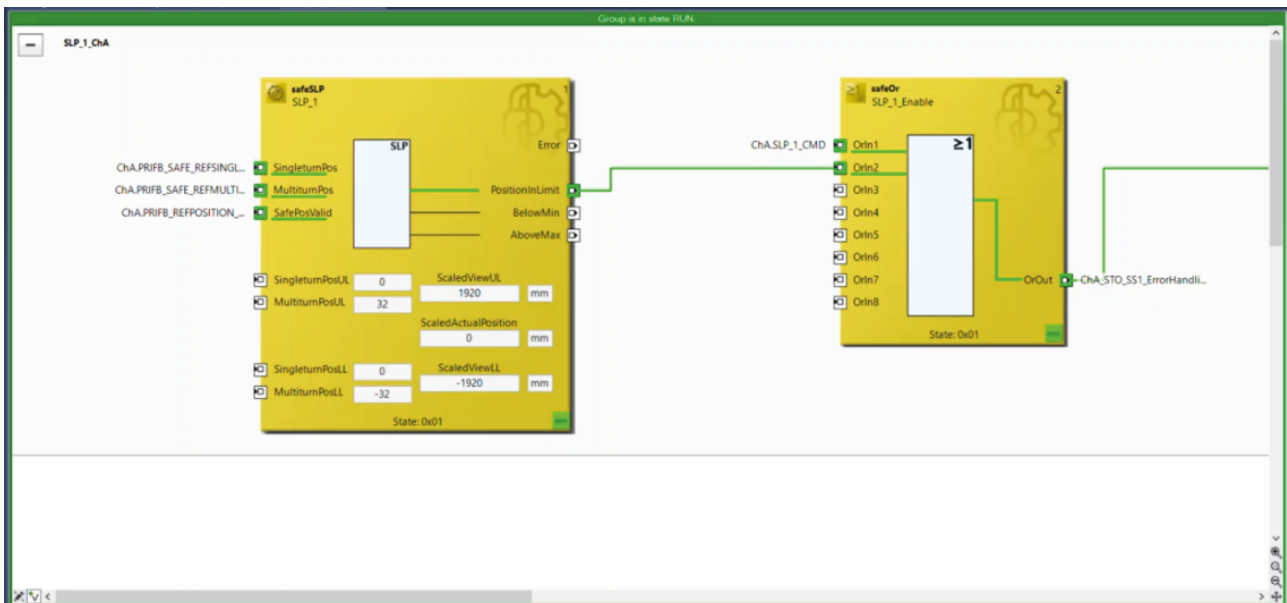 Group is in state RUN
SLP_1_ChA
safeSLP 1
SLP_1
SLP
Error
ChA.PRIFB_SAFE_REFSINGL... SingleturnPos
ChA.PRIFB_SAFE_REFMULTI... MultiturnPos PositionInLimit
ChA.PRIFB_REFPOSITION_... SafePosValid BelowMin
AboveMax
SingleturnPosUL 0 ScaledViewUL
MultiturnPosUL 32 1920 mm
ScaledActualPosition
0 mm
SingleturnPosLL 0 ScaledViewLL
MultiturnPosLL -32 -1920 mm
State: 0x01
safeOr 2
SLP_1_Enable
≥1
ChA.SLP_1_CMD OrIn1 ≥1
OrIn2
OrIn3
OrIn4
OrIn5
OrIn6
OrIn7 OrOut ChA_STO_SS1_ErrorHandli...
OrIn8
State: 0x01